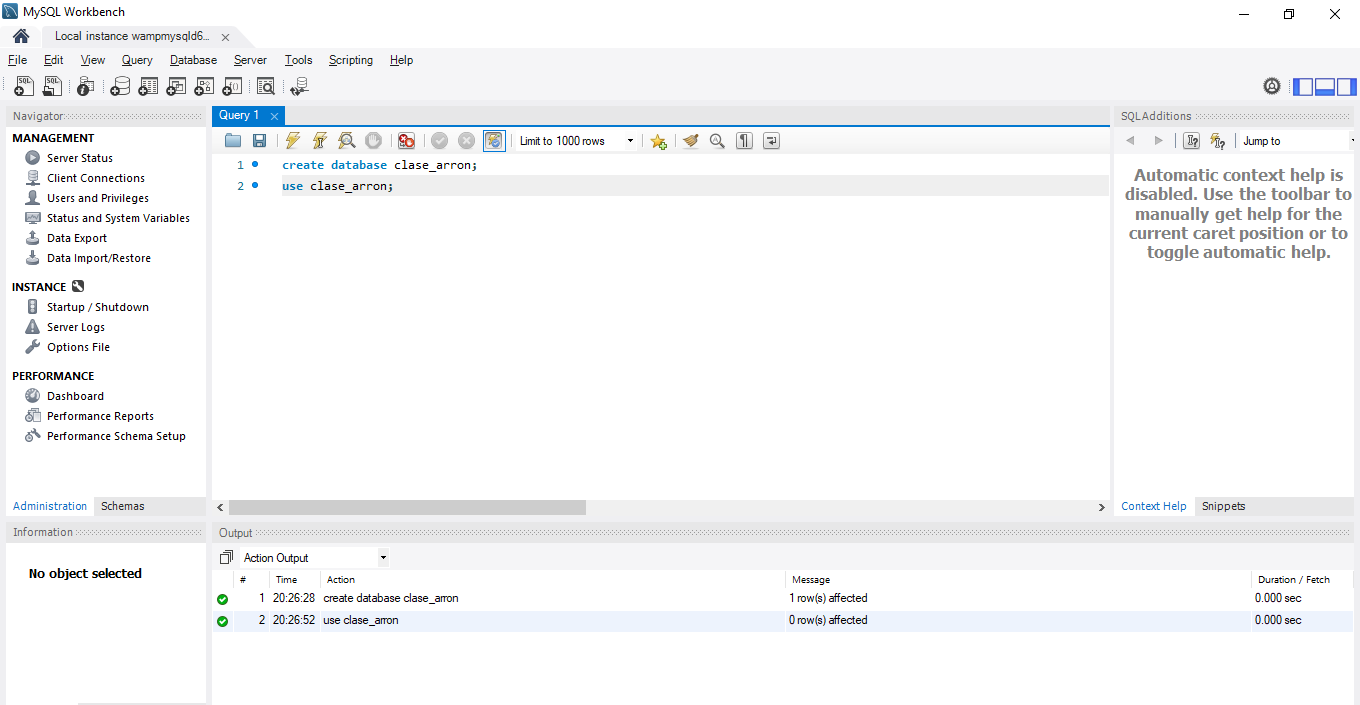 MySQL Workbench
Local instance wampmysqld6...
File Edit View Query Database Server Tools Scripting Help
Navigator
MANAGEMENT
Server Status
Client Connections
Users and Privileges
Status and System Variables
Data Export
Data Import/Restore
INSTANCE
Startup / Shutdown
Server Logs
Options File
PERFORMANCE
Dashboard
Performance Reports
Performance Schema Setup
Administration Schemas
Information
No object selected
Query 1
Limit to 1000 rows
1 create database clase_arron;
2 use clase_arron;
SQLAdditions
Jump to
Automatic context help is
disabled. Use the toolbar to
manually get help for the
current caret position or to
toggle automatic help.
Context Help Snippets
Output
Action Output
# Time Action Message Duration / Fetch
1 20:26:28 create database clase_arron 1 row(s) affected 0.000 sec
2 20:26:52 use clase_arron 0 row(s) affected 0.000 sec